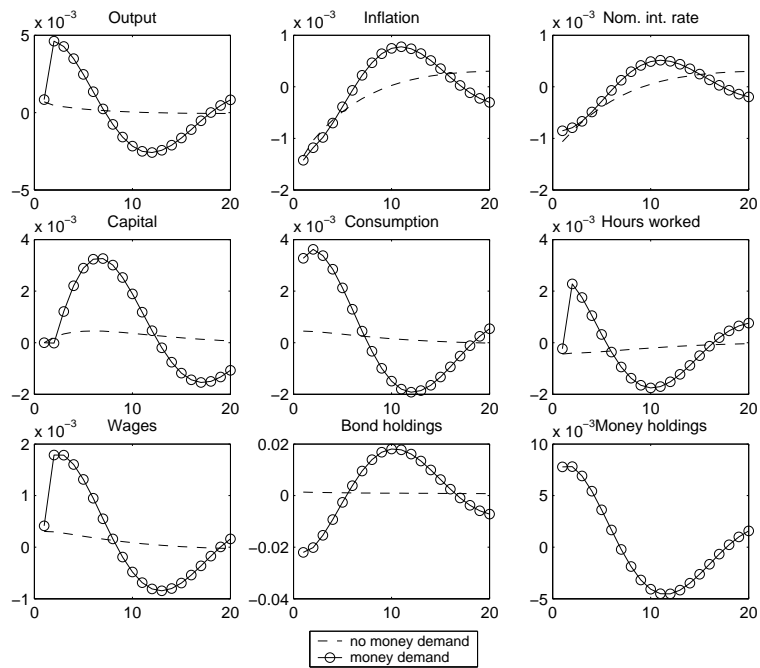 x 10⁻³ Output
5
0
−5
0 10 20
x 10⁻³ Inflation
1
0
−1
−2
0 10 20
x 10⁻³ Nom. int. rate
1
0
−1
−2
0 10 20
x 10⁻³ Capital
4
2
0
−2
0 10 20
x 10⁻³ Consumption
4
2
0
−2
0 10 20
x 10⁻³ Hours worked
4
2
0
−2
0 10 20
x 10⁻³ Wages
2
1
0
−1
0 10 20
Bond holdings
0.02
0
−0.02
−0.04
0 10 20
x 10⁻³ Money holdings
10
5
0
−5
0 10 20
no money demand
money demand